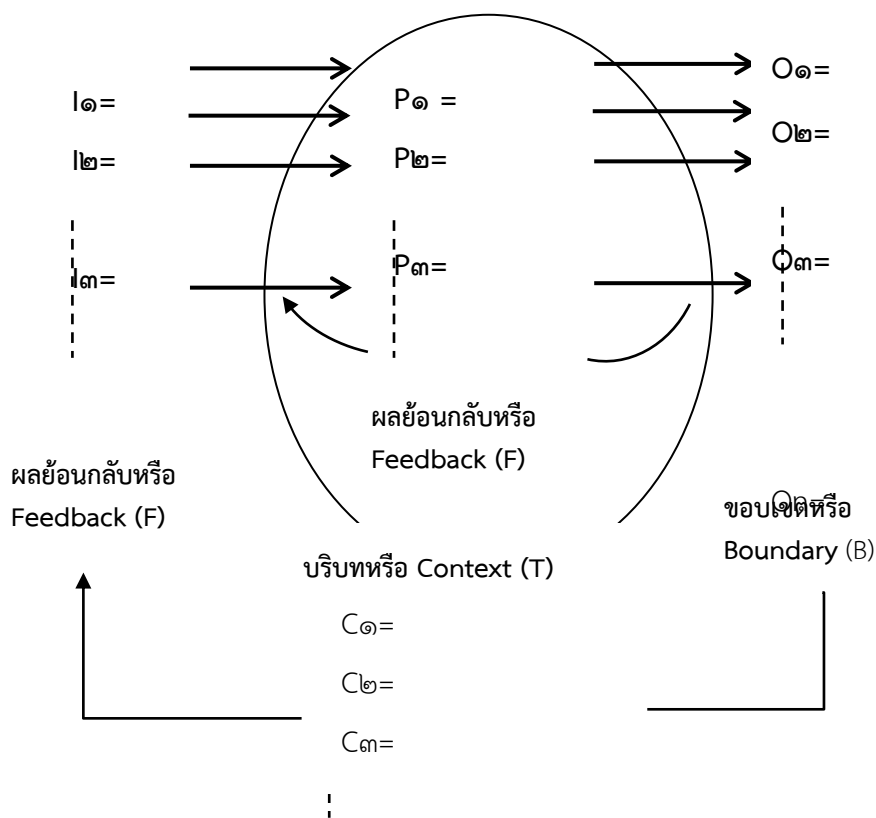 I๑=
I๒=
I๓=
P๑ =
P๒=
P๓=
O๑=
O๒=
O๓=
ผลย้อนกลับหรือ
Feedback (F)
ผลย้อนกลับหรือ
Feedback (F)
On=
ขอบเขตหรือ
Boundary (B)
บริบทหรือ Context (T)
C๑=
C๒=
C๓=